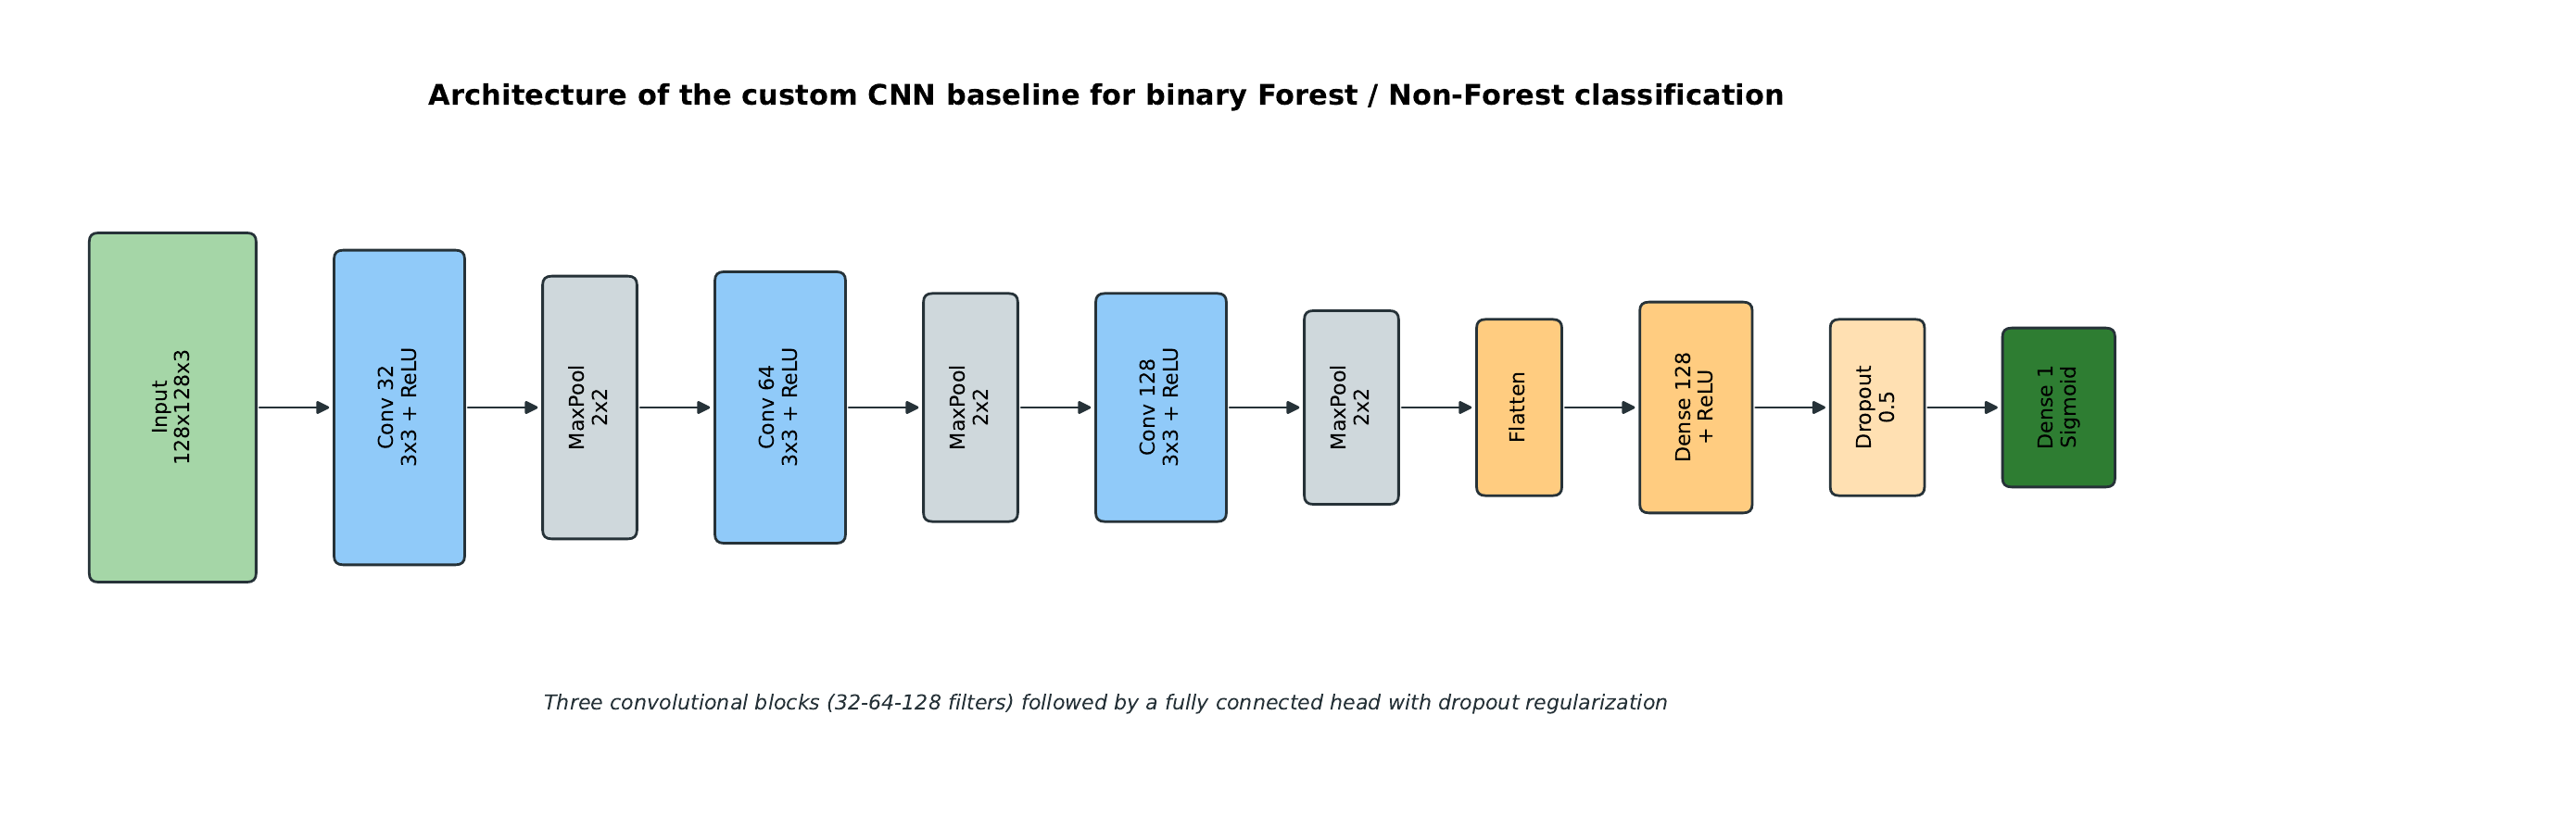 Architecture of the custom CNN baseline for binary Forest / Non-Forest classification
Input
128x128x3
Conv 32
3x3 + ReLU
MaxPool
2x2
Conv 64
3x3 + ReLU
MaxPool
2x2
Conv 128
3x3 + ReLU
MaxPool
2x2
Flatten
Dense 128
+ ReLU
Dropout
0.5
Dense 1
Sigmoid
Three convolutional blocks (32-64-128 filters) followed by a fully connected head with dropout regularization